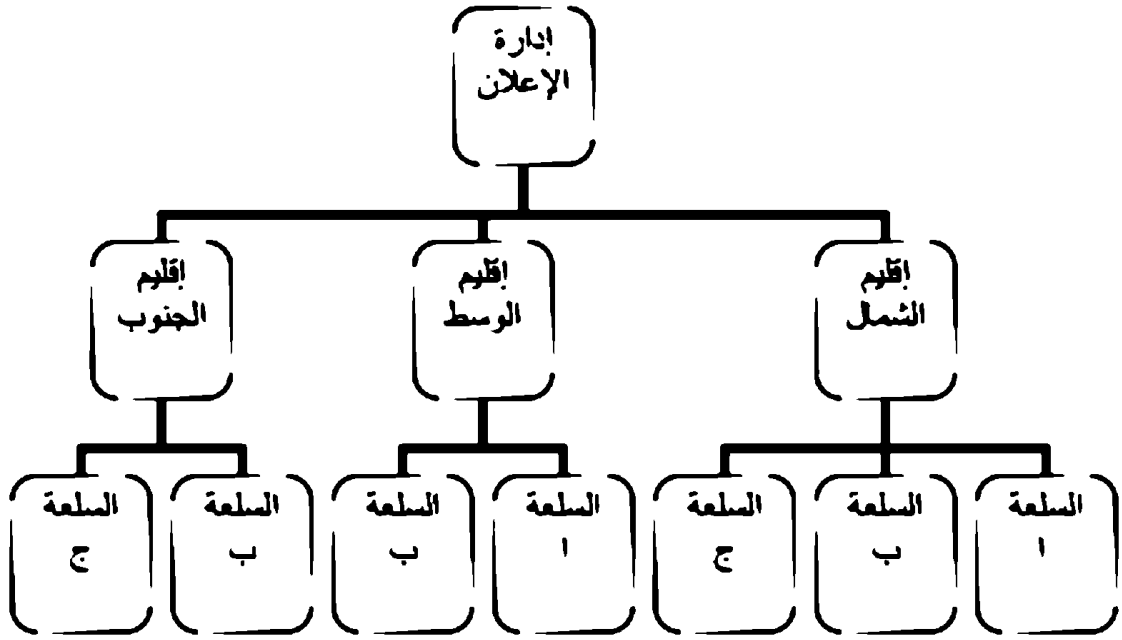 إدارة
الإعلان
إقليم
الشمال
إقليم
الوسط
إقليم
الجنوب
السلعة
ا
السلعة
ب
السلعة
ج
السلعة
ا
السلعة
ب
السلعة
ب
السلعة
ج